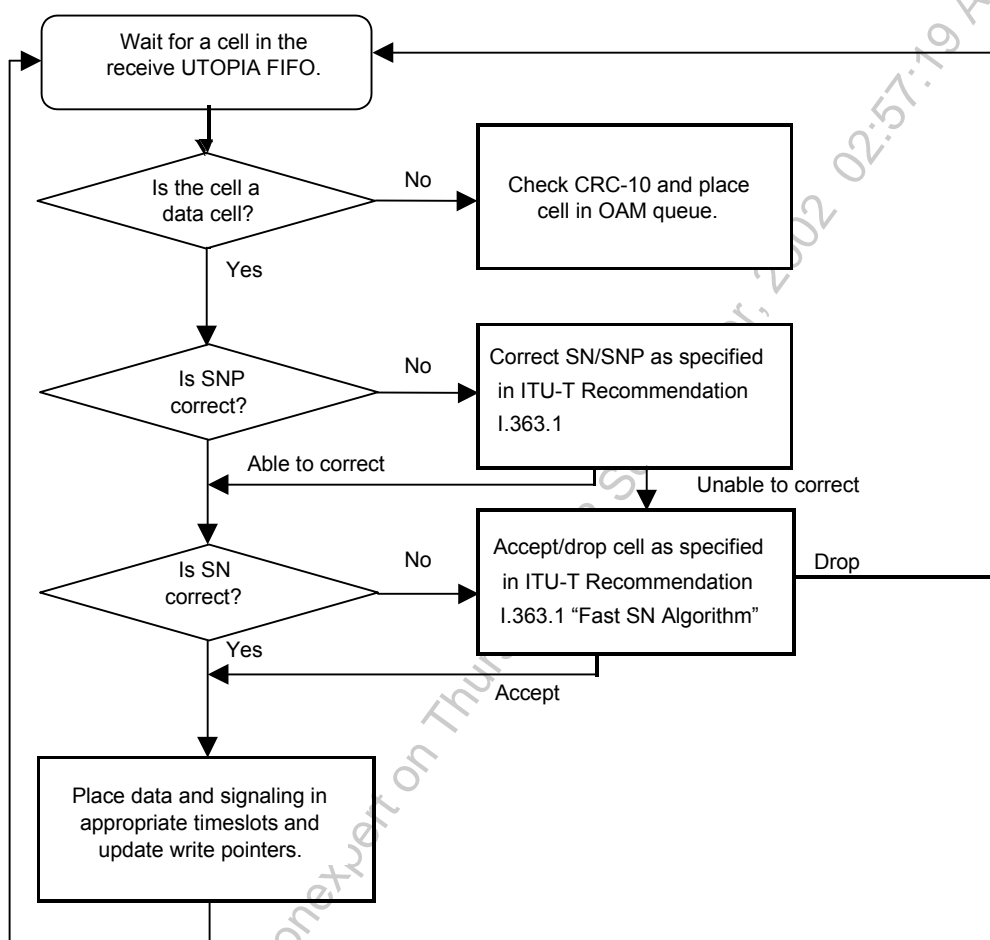 Wait for a cell in the
receive UTOPIA FIFO.
Is the cell a
data cell?
No
Check CRC-10 and place
cell in OAM queue.
Yes
Is SNP
correct?
No
Correct SN/SNP as specified
in ITU-T Recommendation
I.363.1
Able to correct
Unable to correct
Is SN
correct?
No
Accept/drop cell as specified
in ITU-T Recommendation
I.363.1 “Fast SN Algorithm”
Drop
Yes
Accept
Place data and signaling in
appropriate timeslots and
update write pointers.
02:57:19